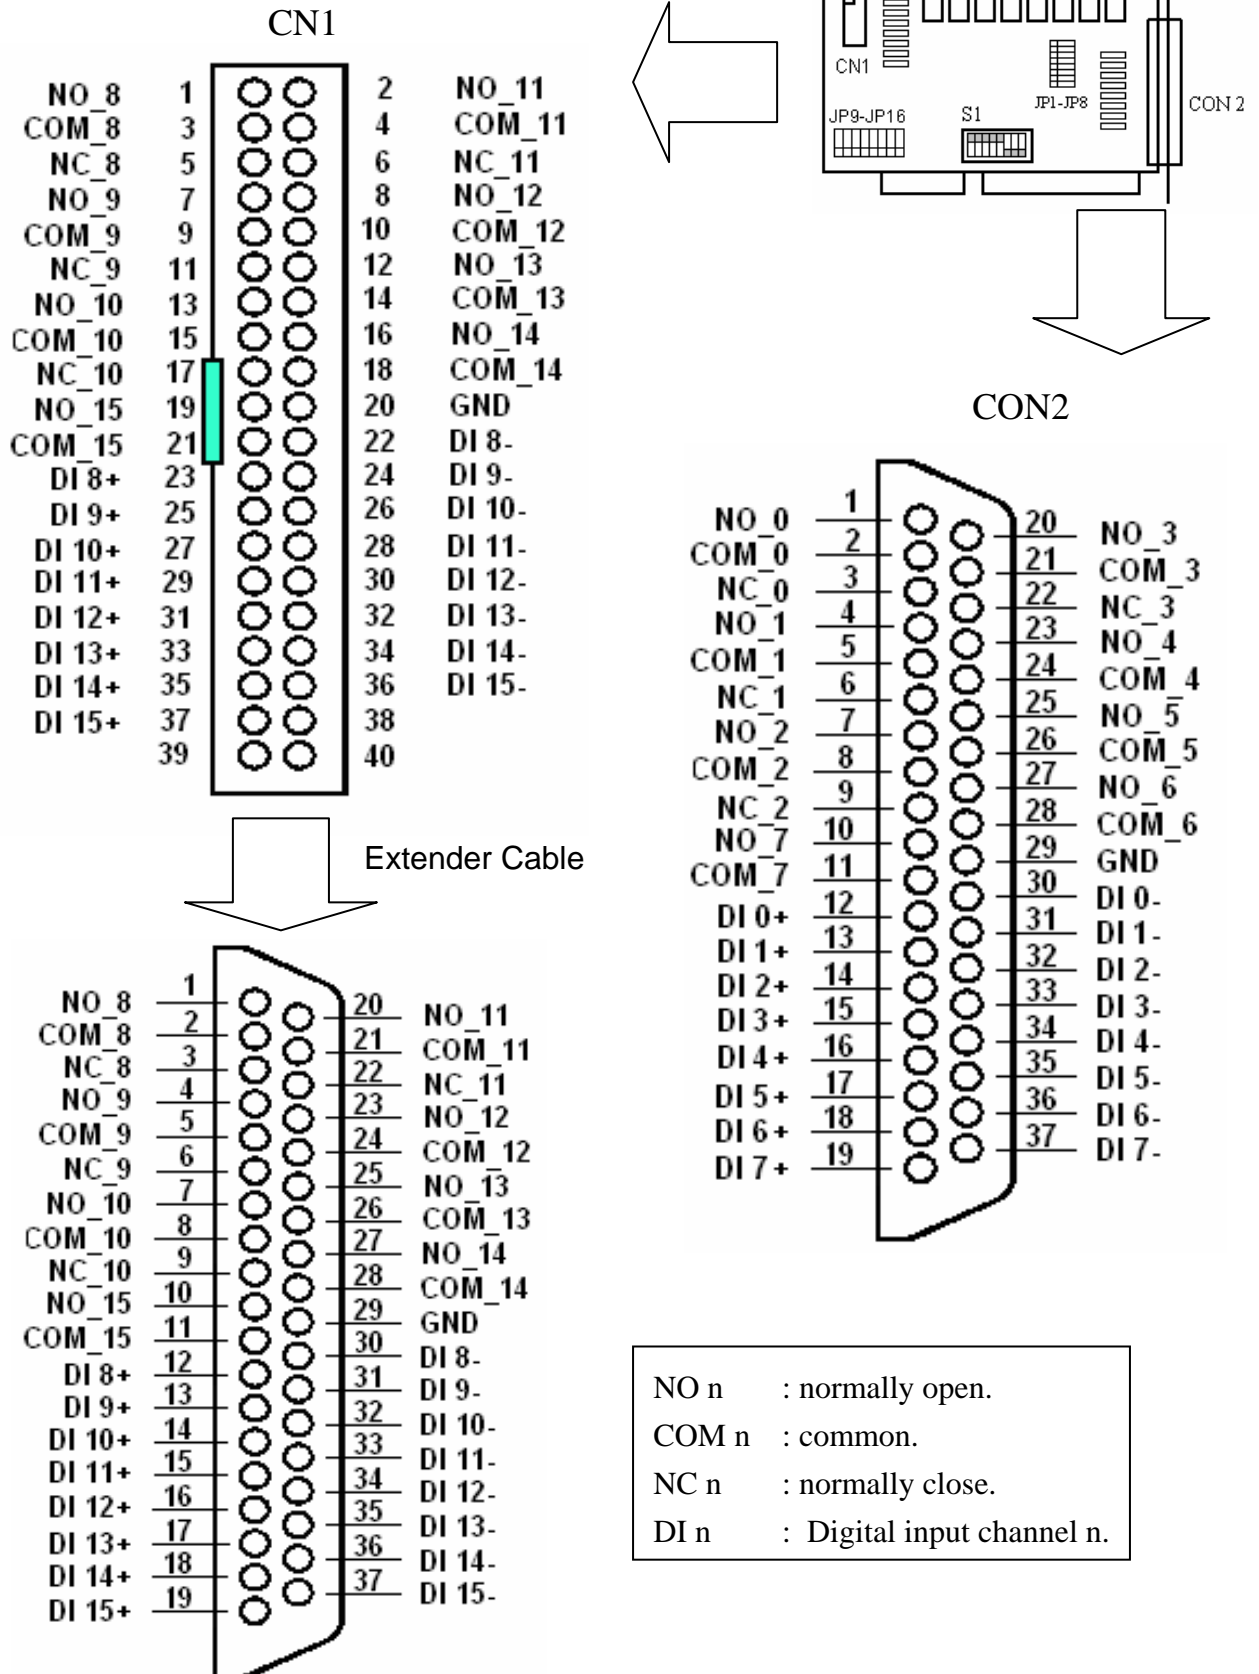 CN1
NO_8 1 2 NO_11
COM_8 3 4 COM_11
NC_8 5 6 NC_11
NO_9 7 8 NO_12
COM_9 9 10 COM_12
NC_9 11 12 NO_13
NO_10 13 14 COM_13
COM_10 15 16 NO_14
NC_10 17 18 COM_14
NO_15 19 20 GND
COM_15 21 22 DI 8-
DI 8+ 23 24 DI 9-
DI 9+ 25 26 DI 10-
DI 10+ 27 28 DI 11-
DI 11+ 29 30 DI 12-
DI 12+ 31 32 DI 13-
DI 13+ 33 34 DI 14-
DI 14+ 35 36 DI 15-
DI 15+ 37 38
39 40
CN1
JP1-JP8
CON 2
JP9-JP16
S1
CON2
NO_0 1 20 NO_3
COM_0 2 21 COM_3
NC_0 3 22 NC_3
NO_1 4 23 NO_4
COM_1 5 24 COM_4
NC_1 6 25 NO_5
NO_2 7 26 COM_5
COM_2 8 27 NO_6
NC_2 9 28 COM_6
NO_7 10 29 GND
COM_7 11 30 DI 0-
DI 0+ 12 31 DI 1-
DI 1+ 13 32 DI 2-
DI 2+ 14 33 DI 3-
DI 3+ 15 34 DI 4-
DI 4+ 16 35 DI 5-
DI 5+ 17 36 DI 6-
DI 6+ 18 37 DI 7-
DI 7+ 19
Extender Cable
NO_8 1 20 NO_11
COM_8 2 21 COM_11
NC_8 3 22 NC_11
NO_9 4 23 NO_12
COM_9 5 24 COM_12
NC_9 6 25 NO_13
NO_10 7 26 COM_13
COM_10 8 27 NO_14
NC_10 9 28 COM_14
NO_15 10 29 GND
COM_15 11 30 DI 8-
DI 8+ 12 31 DI 9-
DI 9+ 13 32 DI 10-
DI 10+ 14 33 DI 11-
DI 11+ 15 34 DI 12-
DI 12+ 16 35 DI 13-
DI 13+ 17 36 DI 14-
DI 14+ 18 37 DI 15-
DI 15+ 19
NO n : normally open.
COM n : common.
NC n : normally close.
DI n : Digital input channel n.